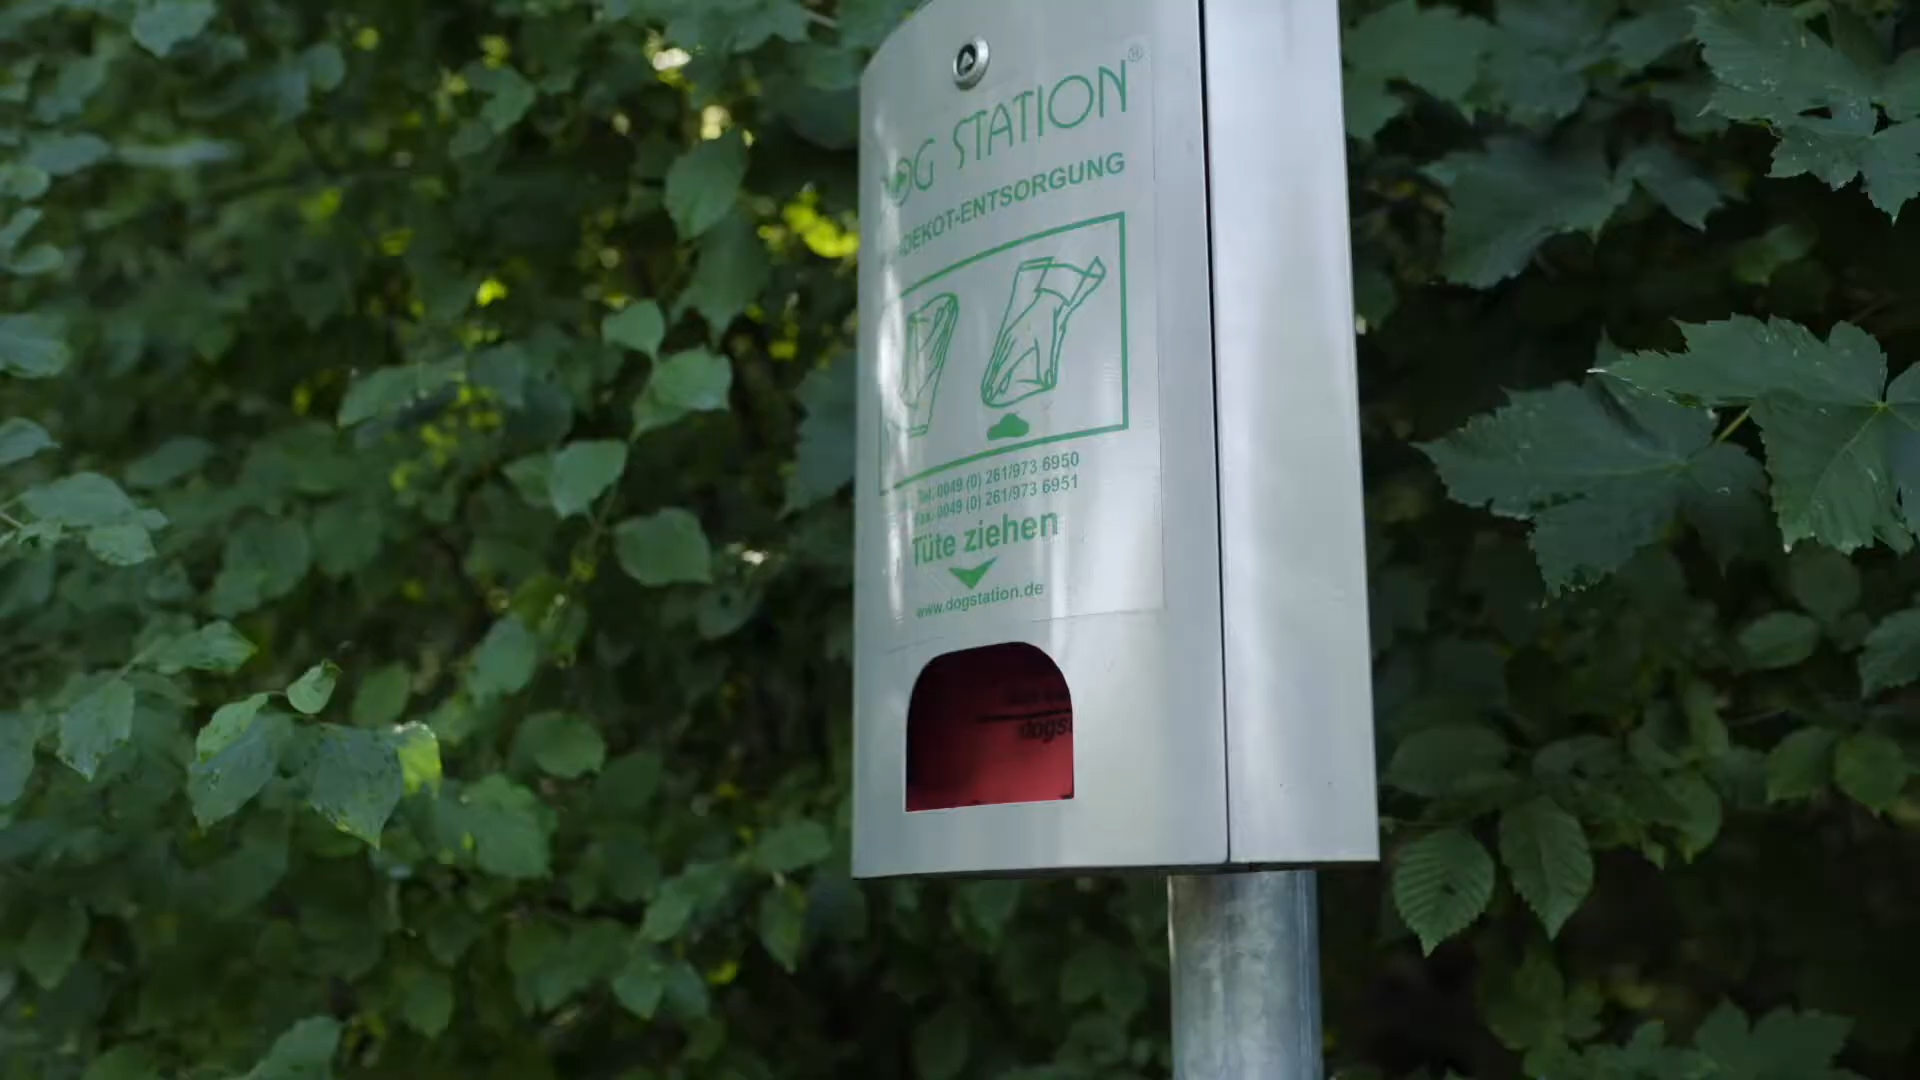 DOG STATION®
DEKOT-ENTSORGUNG
Tel. 0049 (0) 261/973 6950
Fax. 0049 (0) 261/973 6951
Tüte ziehen
www.dogstation.de
dogs